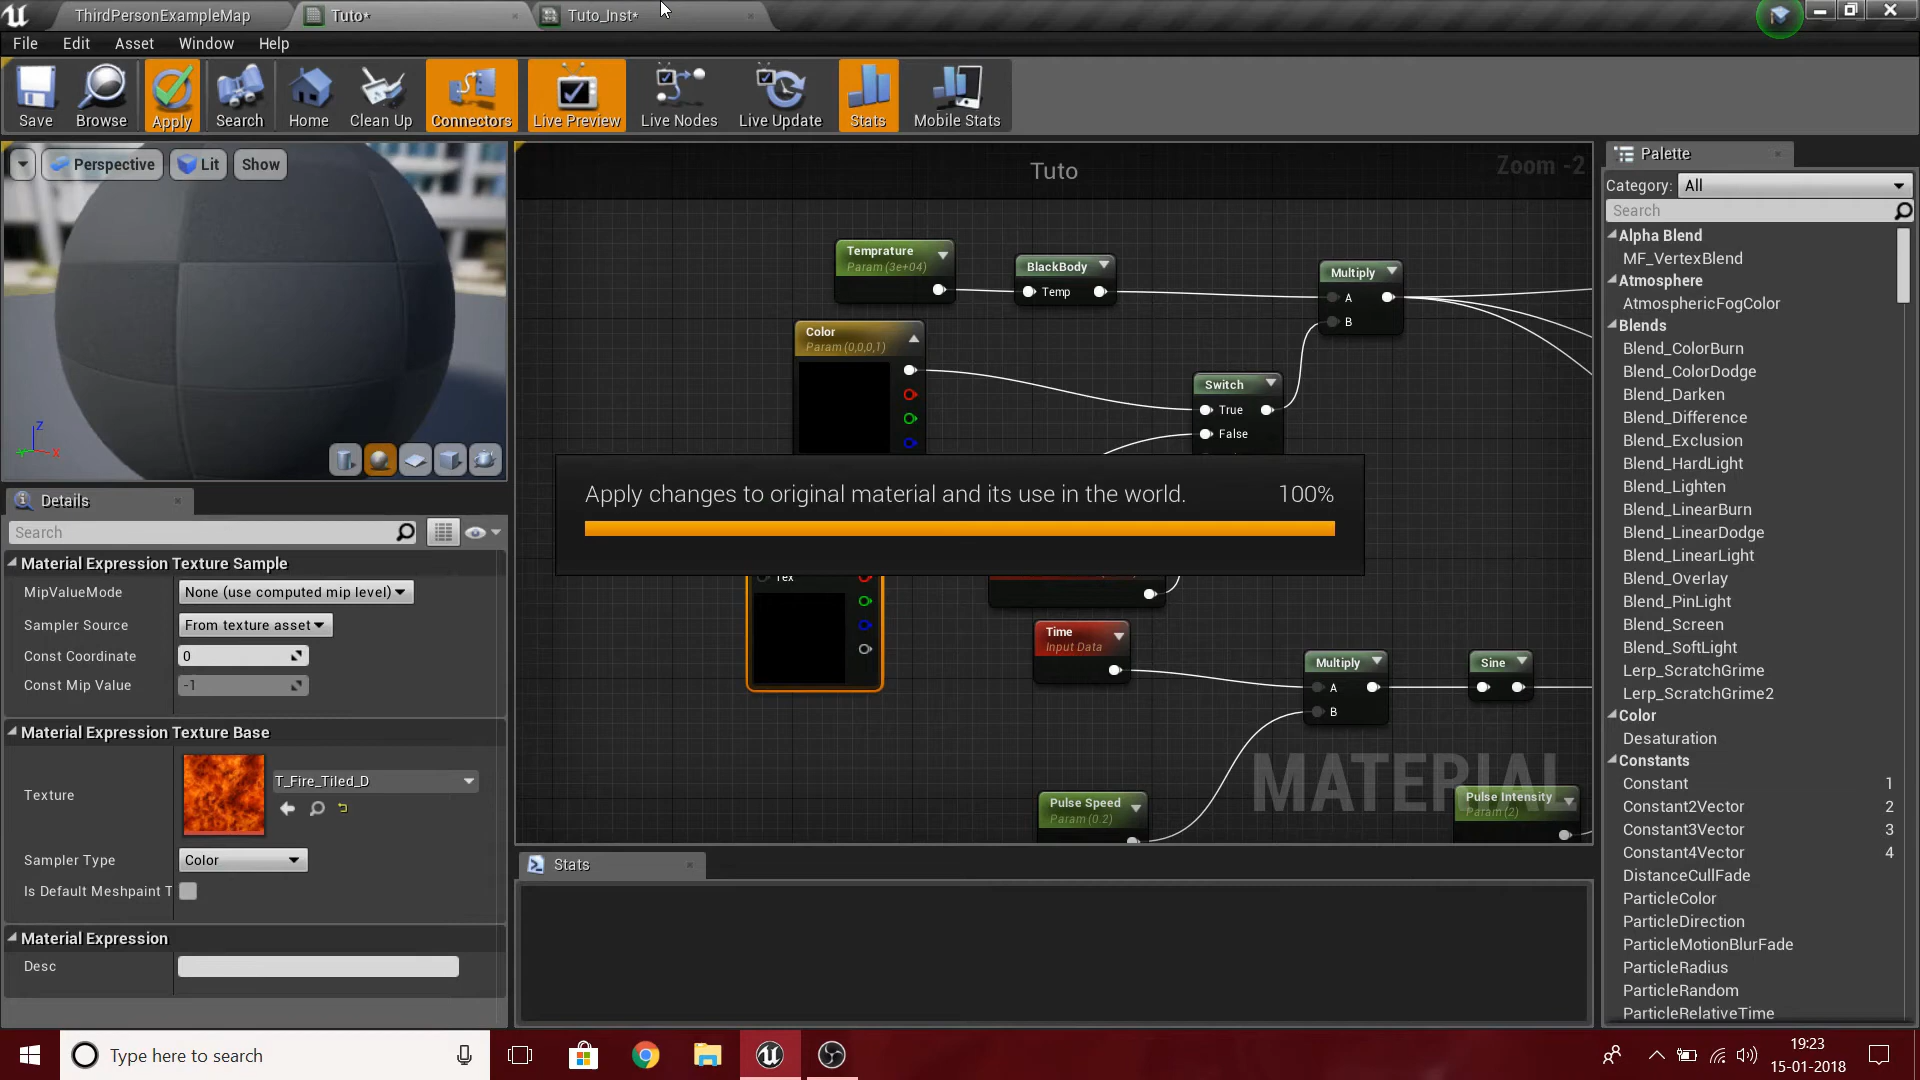 ThirdPersonExampleMap
Tuto*
Tuto_Inst*
File Edit Asset Window Help
Save
Browse
Apply
Search
Home
Clean Up
Connectors
Live Preview
Live Nodes
Live Update
Stats
Mobile Stats
Perspective
Lit
Show
Z
X
Details
Search
Material Expression Texture Sample
MipValueMode None (use computed mip level)
Sampler Source From texture asset
Const Coordinate 0
Const Mip Value -1
Material Expression Texture Base
Texture T_Fire_Tiled_D
Sampler Type Color
Is Default Meshpaint T
Material Expression
Desc
Tuto
Zoom -2
Temprature
Param (3e+04)
BlackBody
Temp
Multiply
A
B
Color
Param (0,0,0,1)
Switch
True
False
Apply changes to original material and its use in the world. 100%
Tex
Time
Input Data
Multiply
A
B
Sine
Pulse Speed
Param (0.2)
MATERIAL
Pulse Intensity
Param (2)
Stats
Palette
Category: All
Search
Alpha Blend
MF_VertexBlend
Atmosphere
AtmosphericFogColor
Blends
Blend_ColorBurn
Blend_ColorDodge
Blend_Darken
Blend_Difference
Blend_Exclusion
Blend_HardLight
Blend_Lighten
Blend_LinearBurn
Blend_LinearDodge
Blend_LinearLight
Blend_Overlay
Blend_PinLight
Blend_Screen
Blend_SoftLight
Lerp_ScratchGrime
Lerp_ScratchGrime2
Color
Desaturation
Constants
Constant 1
Constant2Vector 2
Constant3Vector 3
Constant4Vector 4
DistanceCullFade
ParticleColor
ParticleDirection
ParticleMotionBlurFade
ParticleRadius
ParticleRandom
ParticleRelativeTime
Type here to search
19:23
15-01-2018